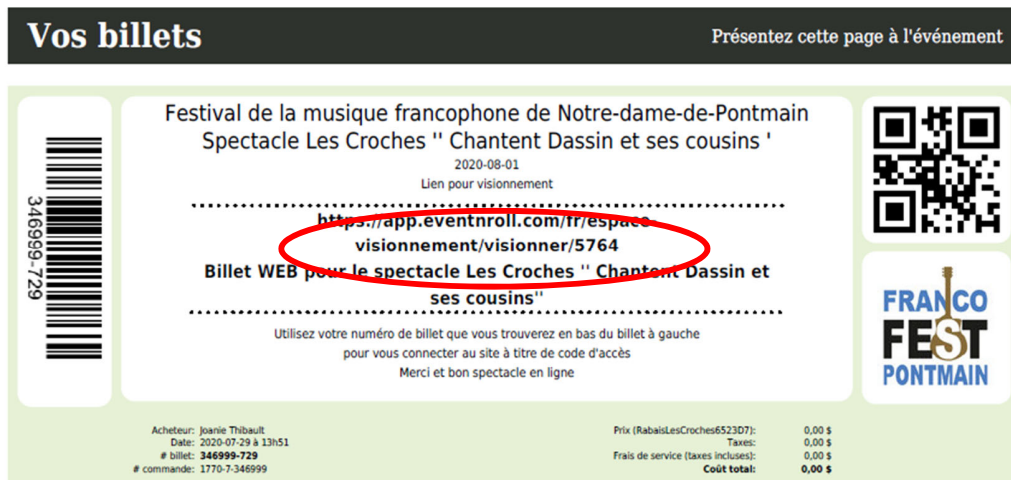 Vos billets
Présentez cette page à l'événement
346999-729
Festival de la musique francophone de Notre-dame-de-Pontmain
Spectacle Les Croches '' Chantent Dassin et ses cousins '
2020-08-01
Lien pour visionnement
https://app.eventnroll.com/fr/espace-
visionnement/visionner/5764
Billet WEB pour le spectacle Les Croches '' Chantent Dassin et
ses cousins''
Utilisez votre numéro de billet que vous trouverez en bas du billet à gauche
pour vous connecter au site à titre de code d'accès
Merci et bon spectacle en ligne
FRANCO
FEST
PONTMAIN
Acheteur: Joanie Thibault
Date: 2020-07-29 à 13h51
# billet: 346999-729
# commande: 1770-7-346999
Prix (RabaisLesCroches6523D7): 0,00 $
Taxes: 0,00 $
Frais de service (taxes incluses): 0,00 $
Coût total: 0,00 $